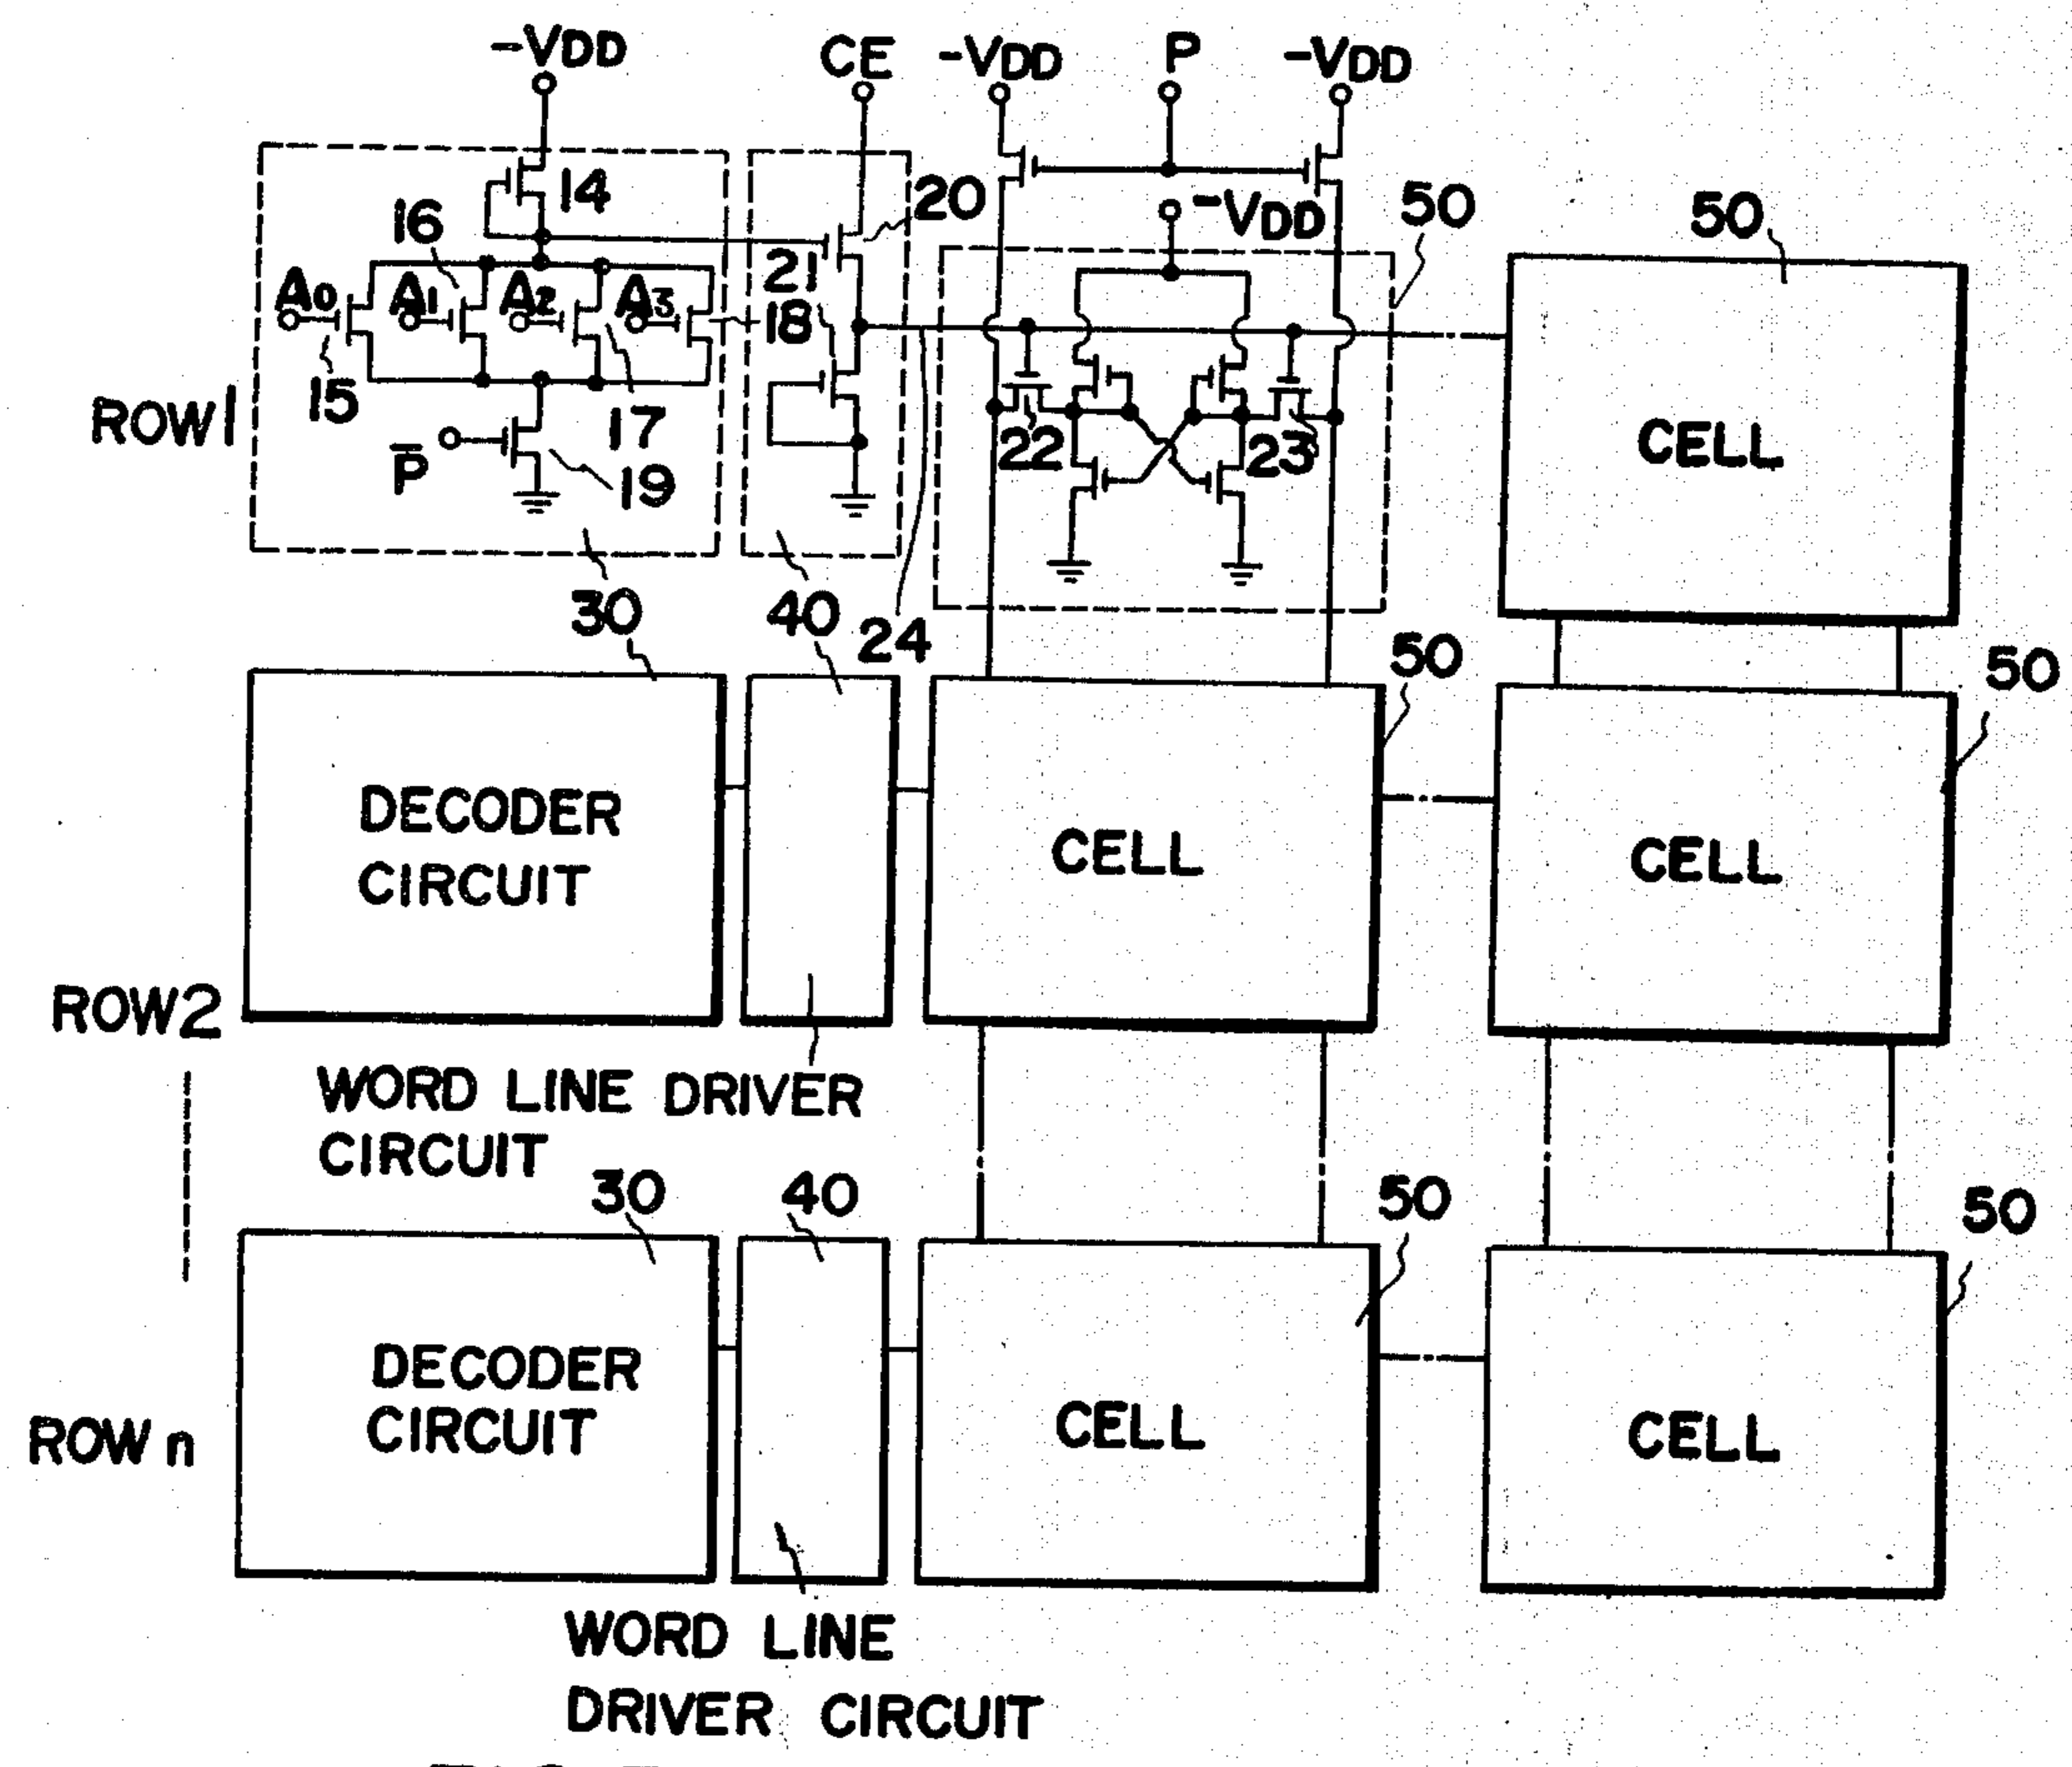 -VDD
CE
-VDD
P
-VDD
14
20
-VDD
50
50
16
21
A0
A1
A2
A3
18
15
17
22
23
ROW1
CELL
P̅
19
30
40
24
50
50
DECODER
CIRCUIT
CELL
CELL
ROW2
WORD LINE DRIVER
CIRCUIT
30
40
50
50
DECODER
CIRCUIT
CELL
CELL
ROW n
WORD LINE
DRIVER CIRCUIT